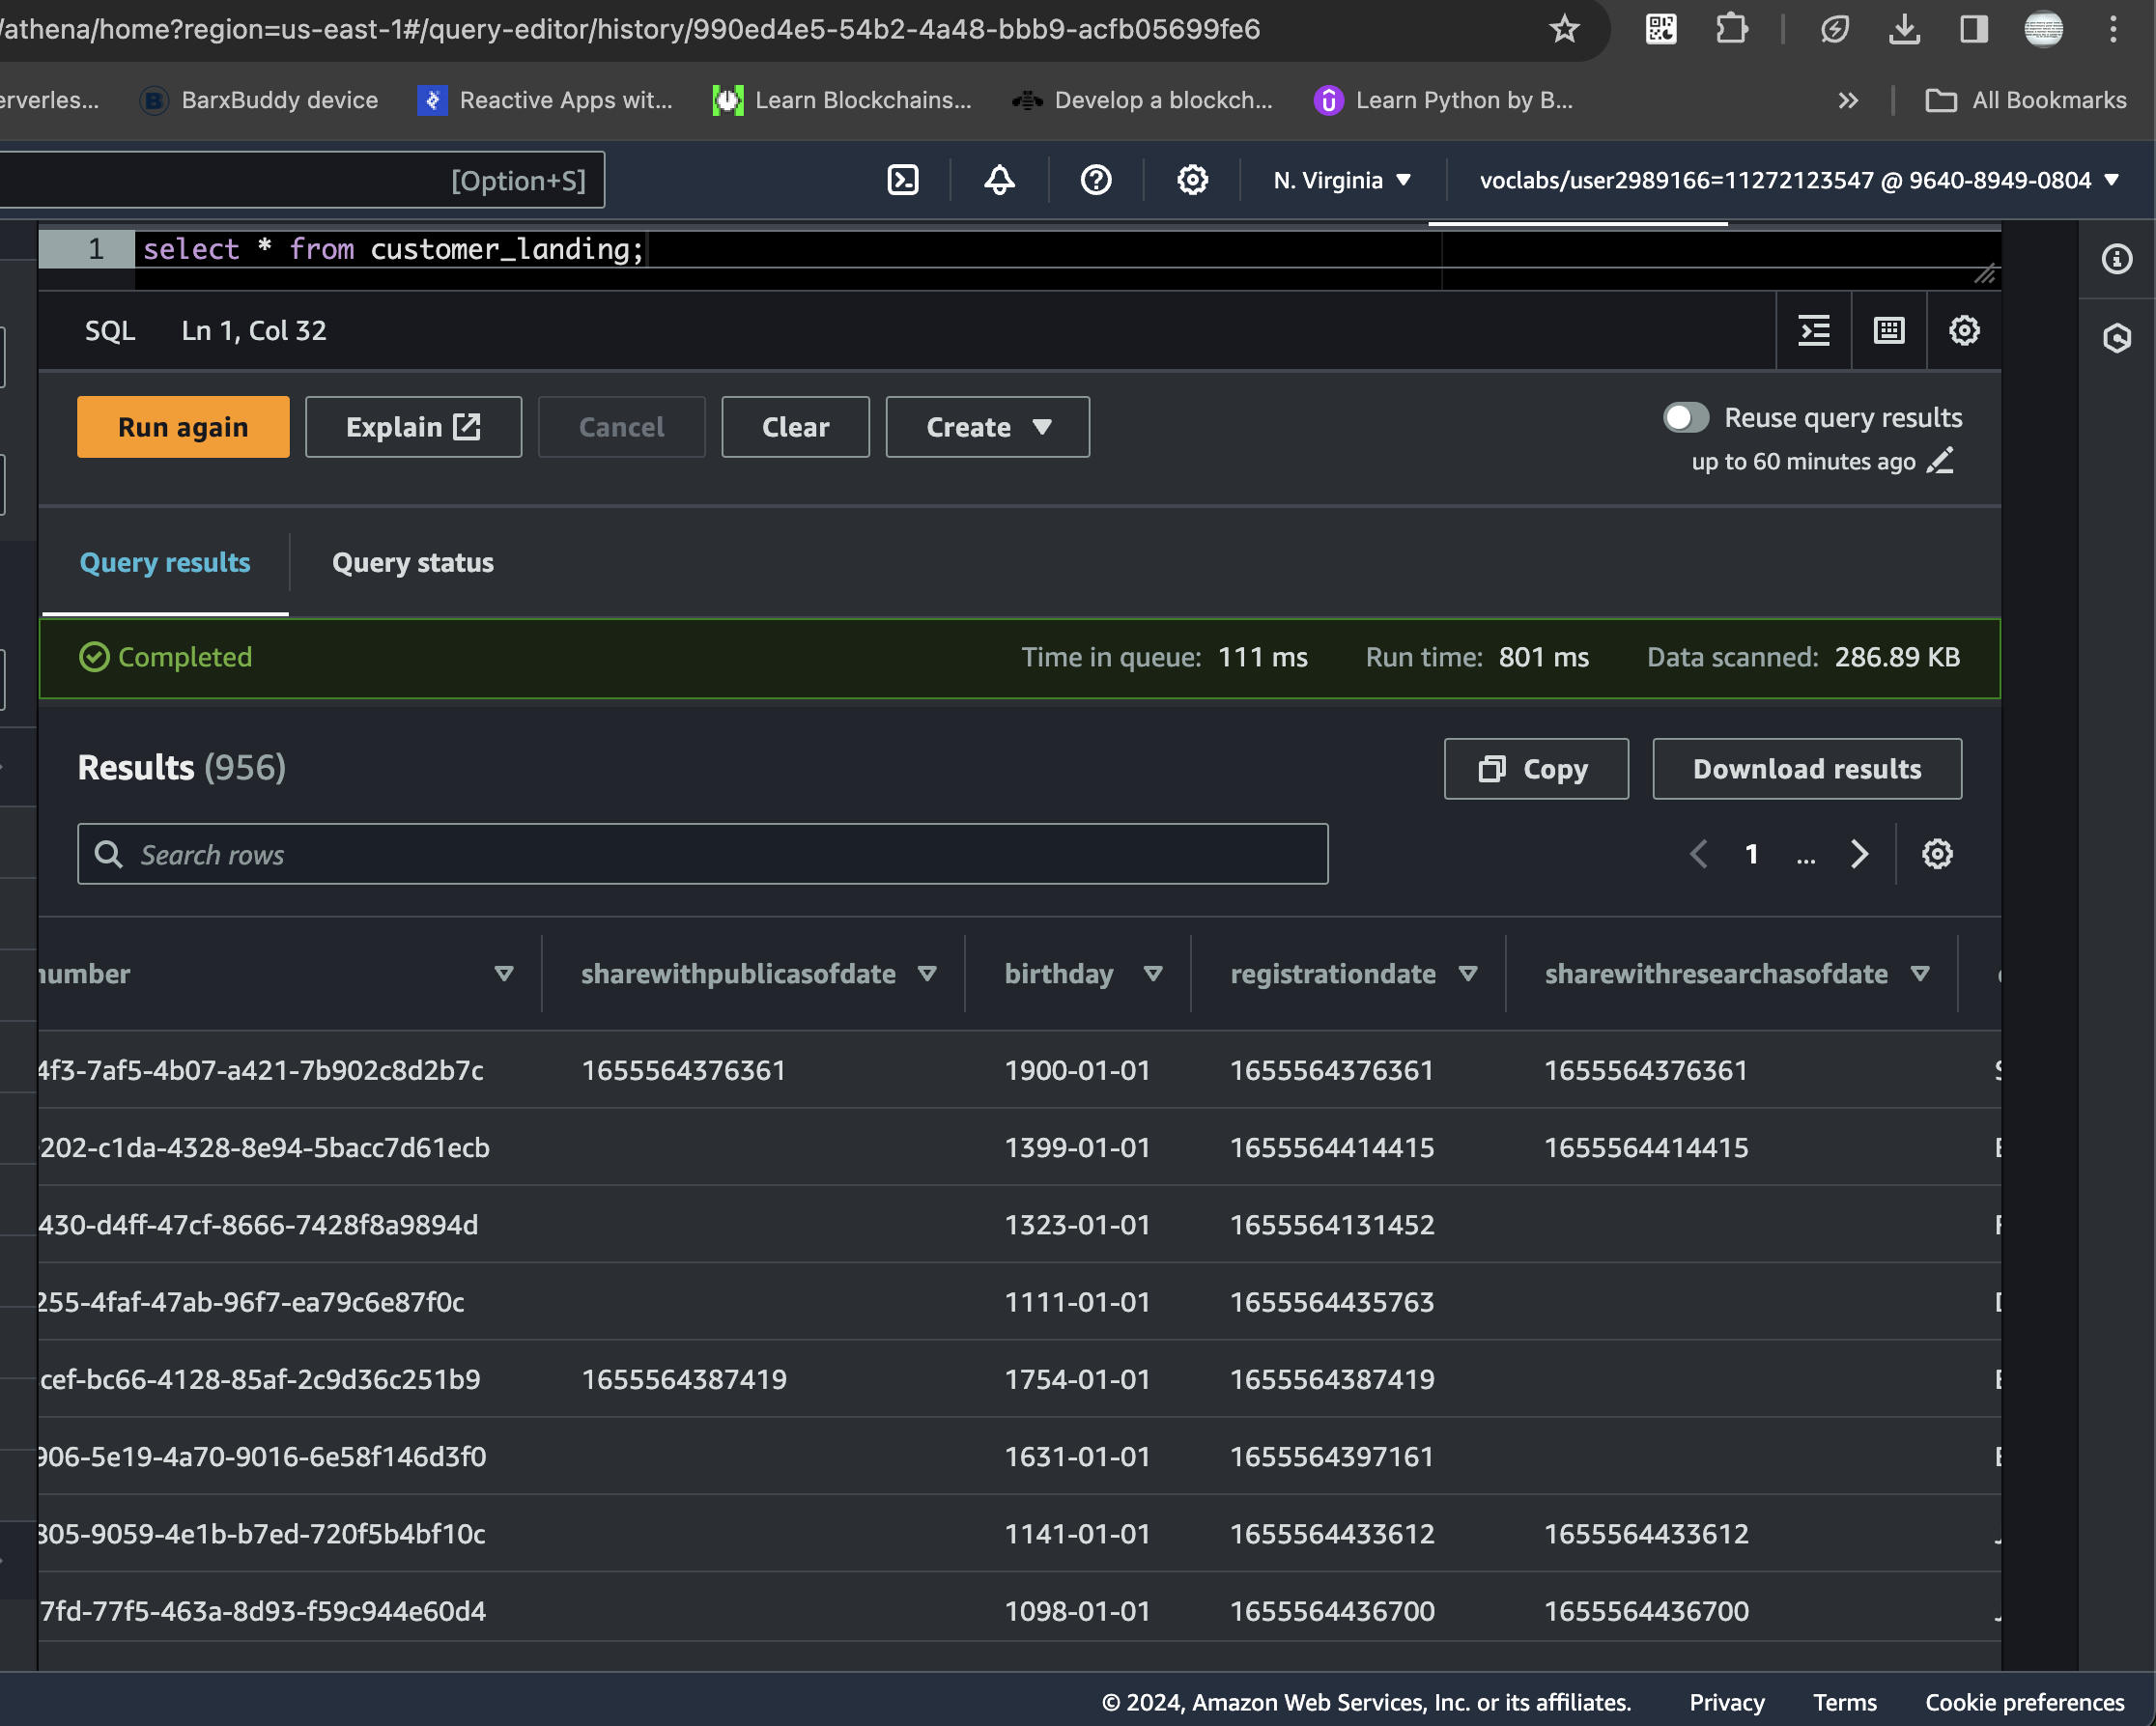 /athena/home?region=us-east-1#/query-editor/history/990ed4e5-54b2-4a48-bbb9-acfb05699fe6
erverles... BarxBuddy device Reactive Apps wit... Learn Blockchains... Develop a blockch... Learn Python by B... » All Bookmarks
[Option+S] N. Virginia voclabs/user2989166=11272123547 @ 9640-8949-0804
1 select * from customer_landing;
SQL Ln 1, Col 32
Run again Explain Cancel Clear Create Reuse query results
up to 60 minutes ago
Query results Query status
Completed Time in queue: 111 ms Run time: 801 ms Data scanned: 286.89 KB
Results (956) Copy Download results
Search rows 1 ...
number sharewithpublicasofdate birthday registrationdate sharewithresearchasofdate
4f3-7af5-4b07-a421-7b902c8d2b7c 1655564376361 1900-01-01 1655564376361 1655564376361
202-c1da-4328-8e94-5bacc7d61ecb 1399-01-01 1655564414415 1655564414415
430-d4ff-47cf-8666-7428f8a9894d 1323-01-01 1655564131452
255-4faf-47ab-96f7-ea79c6e87f0c 1111-01-01 1655564435763
cef-bc66-4128-85af-2c9d36c251b9 1655564387419 1754-01-01 1655564387419
906-5e19-4a70-9016-6e58f146d3f0 1631-01-01 1655564397161
305-9059-4e1b-b7ed-720f5b4bf10c 1141-01-01 1655564433612 1655564433612
7fd-77f5-463a-8d93-f59c944e60d4 1098-01-01 1655564436700 1655564436700
© 2024, Amazon Web Services, Inc. or its affiliates. Privacy Terms Cookie preferences